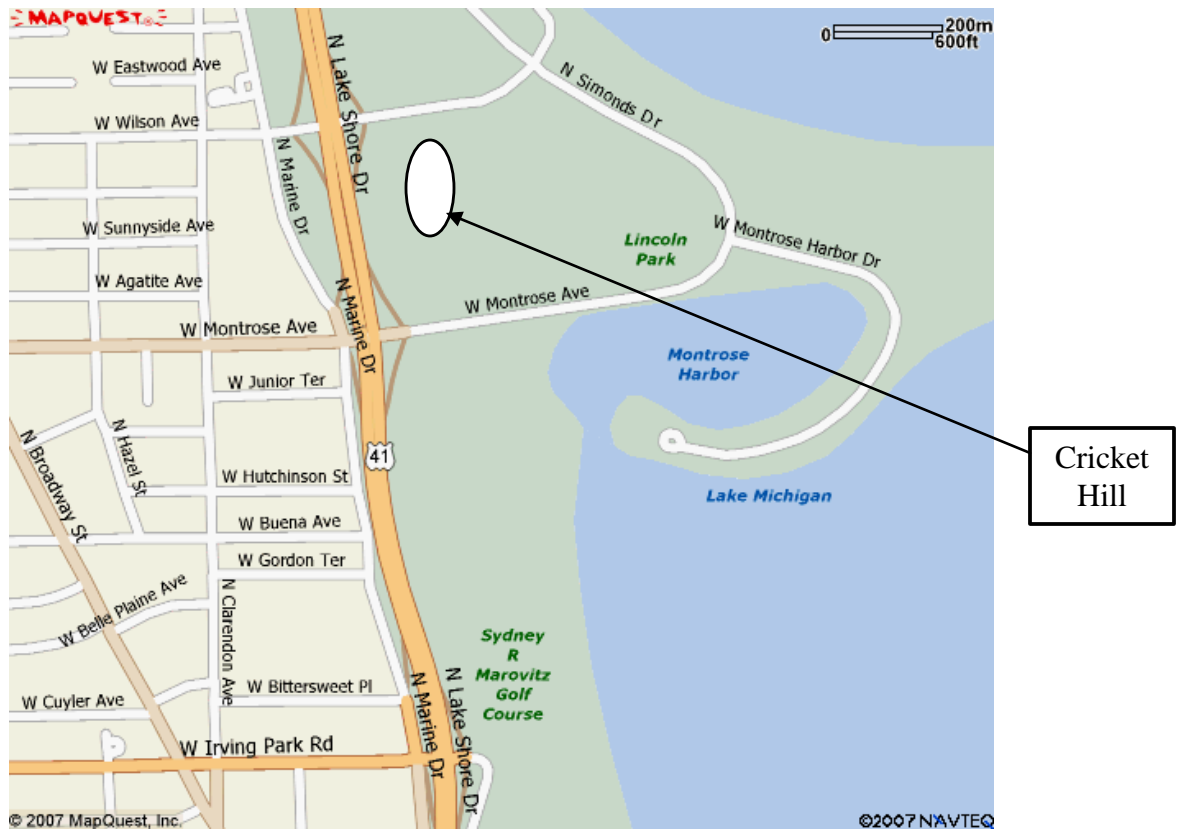 MAPQUEST®
0 200m
600ft
N Lake Shore Dr
W Eastwood Ave
N Simonds Dr
W Wilson Ave
N Marine Dr
W Sunnyside Ave
W Montrose Harbor Dr
Lincoln
Park
W Agatite Ave
N Marine Dr
W Montrose Ave
W Montrose Ave
Montrose
Harbor
W Junior Ter
N Hazel St
N Broadway St
41
Cricket
Hill
W Hutchinson St
Lake Michigan
W Buena Ave
W Gordon Ter
W Belle Plaine Ave
N Clarendon Ave
Sydney
R
Marovitz
Golf
Course
W Bittersweet Pl
W Cuyler Ave
N Marine Dr
N Lake Shore Dr
W Irving Park Rd
© 2007 MapQuest, Inc.
©2007 NAVTEQ